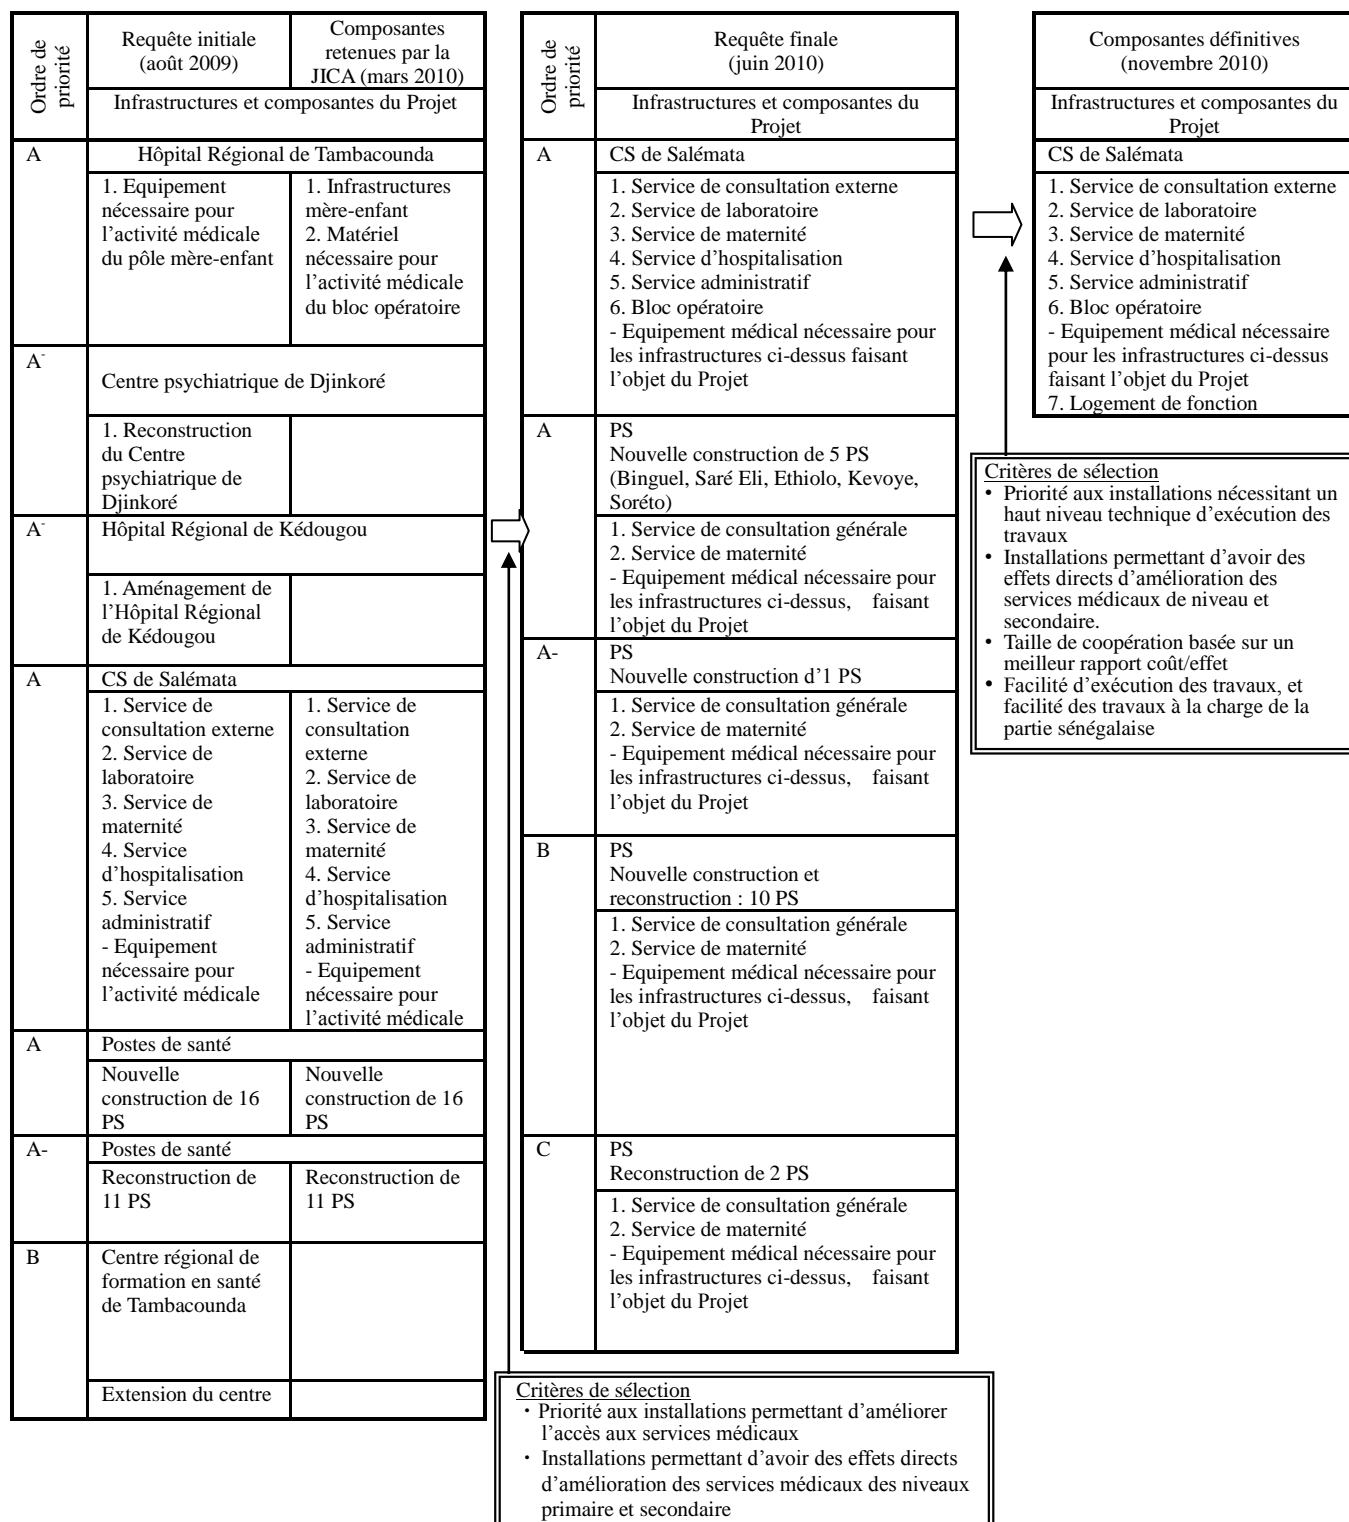 Ordre de
priorité
Requête initiale
(août 2009)
Composantes
retenues par la
JICA (mars 2010)
Infrastructures et composantes du Projet
A
Hôpital Régional de Tambacounda
1. Equipement
nécessaire pour
l’activité médicale
du pôle mère-enfant
1. Infrastructures
mère-enfant
2. Matériel
nécessaire pour
l’activité médicale
du bloc opératoire
A-
Centre psychiatrique de Djinkoré
1. Reconstruction
du Centre
psychiatrique de
Djinkoré
A-
Hôpital Régional de Kédougou
1. Aménagement de
l’Hôpital Régional
de Kédougou
A
CS de Salémata
1. Service de
consultation externe
2. Service de
laboratoire
3. Service de
maternité
4. Service
d’hospitalisation
5. Service
administratif
- Equipement
nécessaire pour
l’activité médicale
1. Service de
consultation
externe
2. Service de
laboratoire
3. Service de
maternité
4. Service
d’hospitalisation
5. Service
administratif
- Equipement
nécessaire pour
l’activité médicale
A
Postes de santé
Nouvelle
construction de 16
PS
Nouvelle
construction de 16
PS
A-
Postes de santé
Reconstruction de
11 PS
Reconstruction de
11 PS
B
Centre régional de
formation en santé
de Tambacounda
Extension du centre
Ordre de
priorité
Requête finale
(juin 2010)
Infrastructures et composantes du
Projet
A
CS de Salémata
1. Service de consultation externe
2. Service de laboratoire
3. Service de maternité
4. Service d’hospitalisation
5. Service administratif
6. Bloc opératoire
- Equipement médical nécessaire pour
les infrastructures ci-dessus faisant
l’objet du Projet
A
PS
Nouvelle construction de 5 PS
(Binguel, Saré Eli, Ethiolo, Kevoye,
Soréto)
1. Service de consultation générale
2. Service de maternité
- Equipement médical nécessaire pour
les infrastructures ci-dessus, faisant
l’objet du Projet
A-
PS
Nouvelle construction d’1 PS
1. Service de consultation générale
2. Service de maternité
- Equipement médical nécessaire pour
les infrastructures ci-dessus, faisant
l’objet du Projet
B
PS
Nouvelle construction et
reconstruction : 10 PS
1. Service de consultation générale
2. Service de maternité
- Equipement médical nécessaire pour
les infrastructures ci-dessus, faisant
l’objet du Projet
C
PS
Reconstruction de 2 PS
1. Service de consultation générale
2. Service de maternité
- Equipement médical nécessaire pour
les infrastructures ci-dessus, faisant
l’objet du Projet
Critères de sélection
・Priorité aux installations permettant d’améliorer
l’accès aux services médicaux
・Installations permettant d’avoir des effets directs
d’amélioration des services médicaux des niveaux
primaire et secondaire
Composantes définitives
(novembre 2010)
Infrastructures et composantes du
Projet
CS de Salémata
1. Service de consultation externe
2. Service de laboratoire
3. Service de maternité
4. Service d’hospitalisation
5. Service administratif
6. Bloc opératoire
- Equipement médical nécessaire
pour les infrastructures ci-dessus
faisant l’objet du Projet
7. Logement de fonction
Critères de sélection
• Priorité aux installations nécessitant un
haut niveau technique d’exécution des
travaux
• Installations permettant d’avoir des
effets directs d’amélioration des
services médicaux de niveau et
secondaire.
• Taille de coopération basée sur un
meilleur rapport coût/effet
• Facilité d’exécution des travaux, et
facilité des travaux à la charge de la
partie sénégalaise